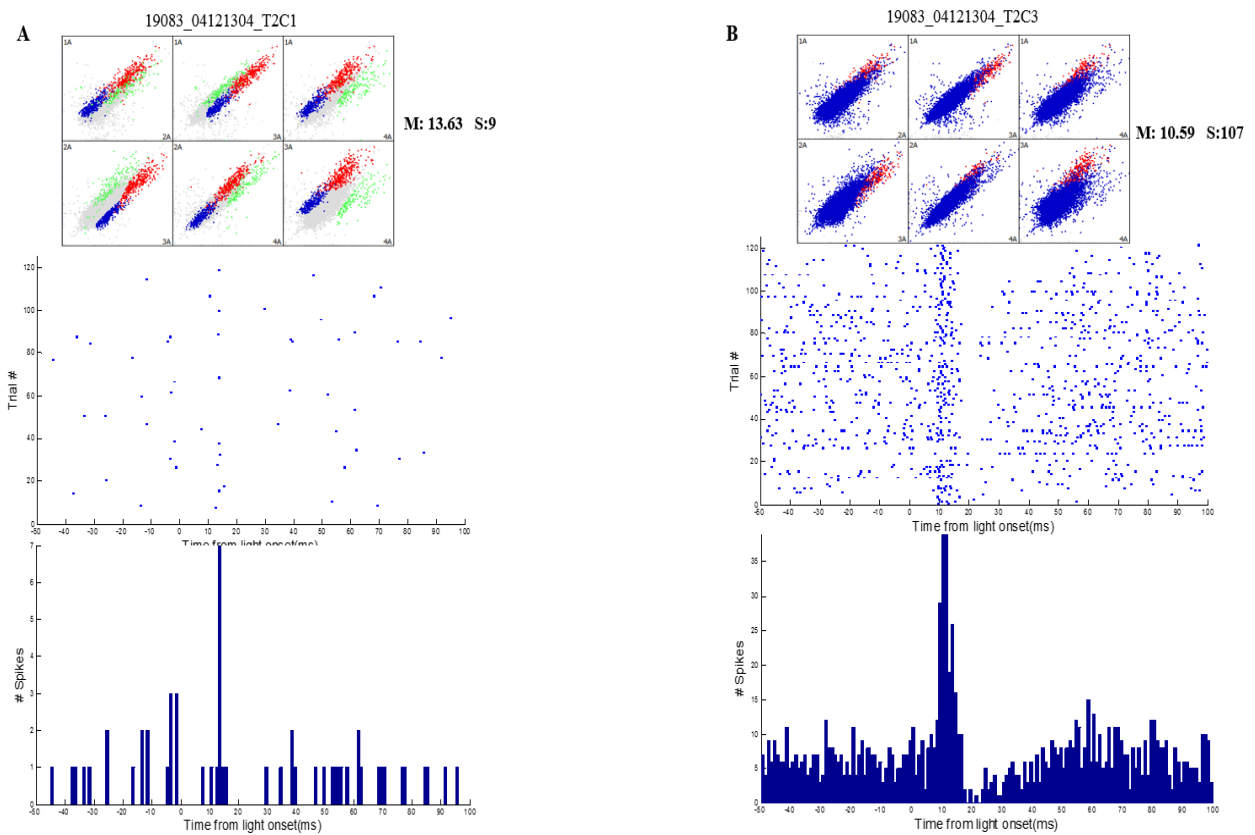 A
19083_04121304_T2C1
1A 1A 1A
2A 3A 4A
2A 2A 3A
3A 4A 4A
M: 13.63 S:9
Trial #
120
100
80
60
40
20
0
-50 -40 -30 -20 -10 0 10 20 30 40 50 60 70 80 90 100
Time from light onset(ms)
# Spikes
7
6
5
4
3
2
1
0
-50 -40 -30 -20 -10 0 10 20 30 40 50 60 70 80 90 100
Time from light onset(ms)
B
19083_04121304_T2C3
1A 1A 1A
2A 3A 4A
2A 2A 3A
3A 4A 4A
M: 10.59 S:107
Trial #
120
100
80
60
40
20
0
-50 -40 -30 -20 -10 0 10 20 30 40 50 60 70 80 90 100
Time from light onset(ms)
# Spikes
35
30
25
20
15
10
5
0
-50 -40 -30 -20 -10 0 10 20 30 40 50 60 70 80 90 100
Time from light onset(ms)